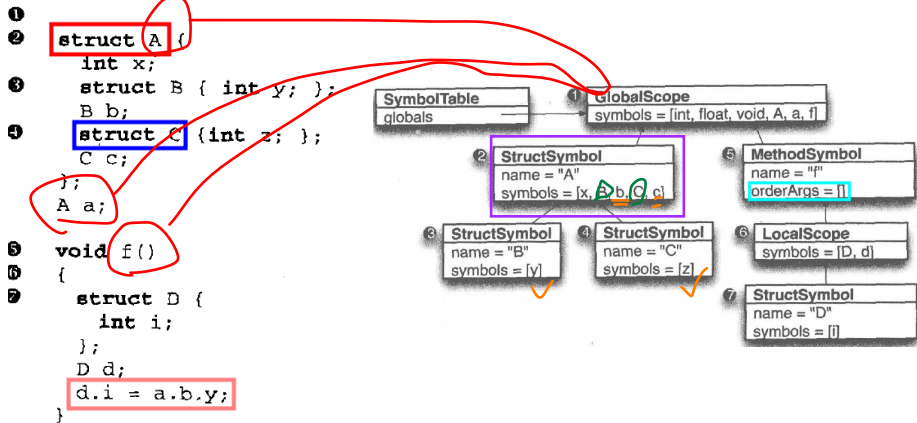 ❶
❷ struct A {
int x;
❸ struct B { int y; };
B b;
❹ struct C {int z; };
C c;
};
A a;
❺ void f()
❻ {
❼ struct D {
int i;
};
D d;
d.i = a.b.y;
}
SymbolTable
globals
❶ GlobalScope
symbols = [int, float, void, A, a, f]
❷ StructSymbol
name = "A"
symbols = [x, B, b, C, c]
❸ StructSymbol
name = "B"
symbols = [y]
❹ StructSymbol
name = "C"
symbols = [z]
❺ MethodSymbol
name = "f"
orderArgs = []
❻ LocalScope
symbols = [D, d]
❼ StructSymbol
name = "D"
symbols = [i]